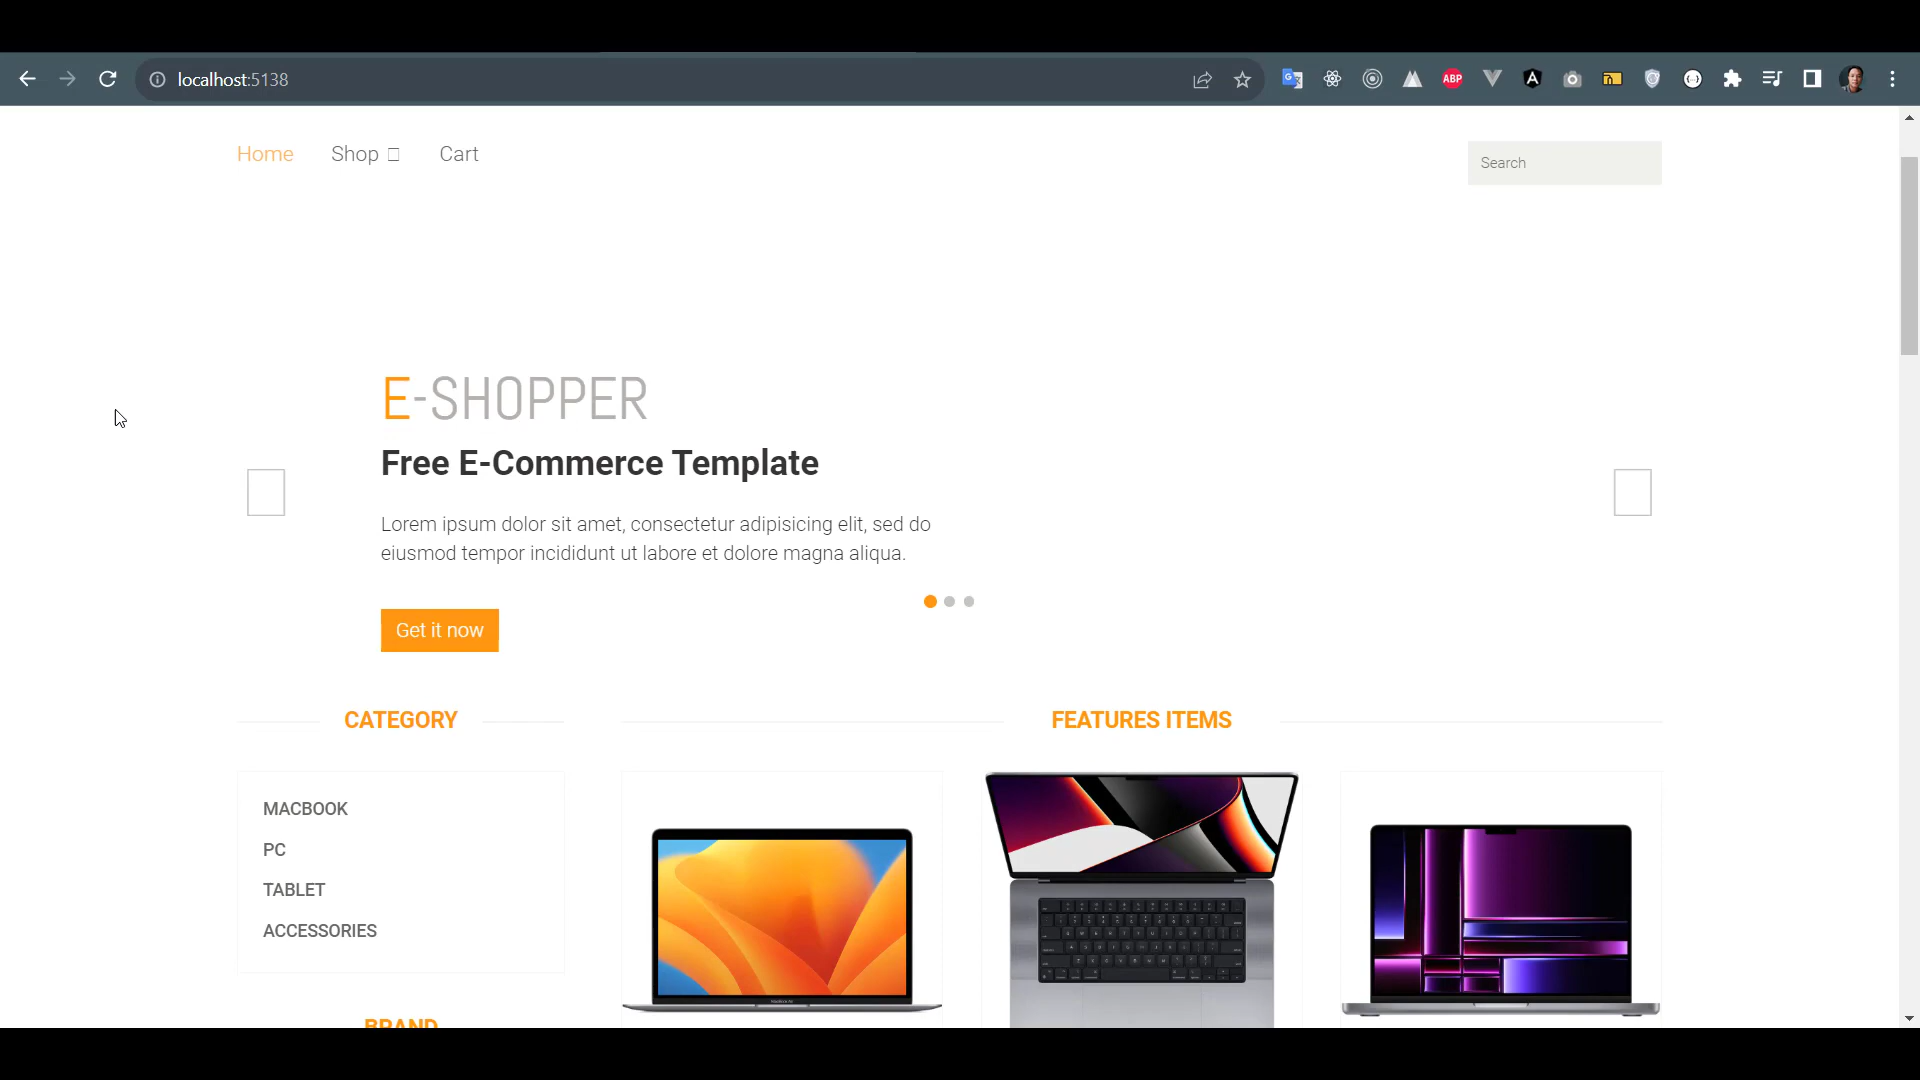 localhost:5138
ABP
Home Shop Cart
Search
E-SHOPPER
Free E-Commerce Template
Lorem ipsum dolor sit amet, consectetur adipisicing elit, sed do
eiusmod tempor incididunt ut labore et dolore magna aliqua.
Get it now
CATEGORY
FEATURES ITEMS
MACBOOK
PC
TABLET
ACCESSORIES
BRAND